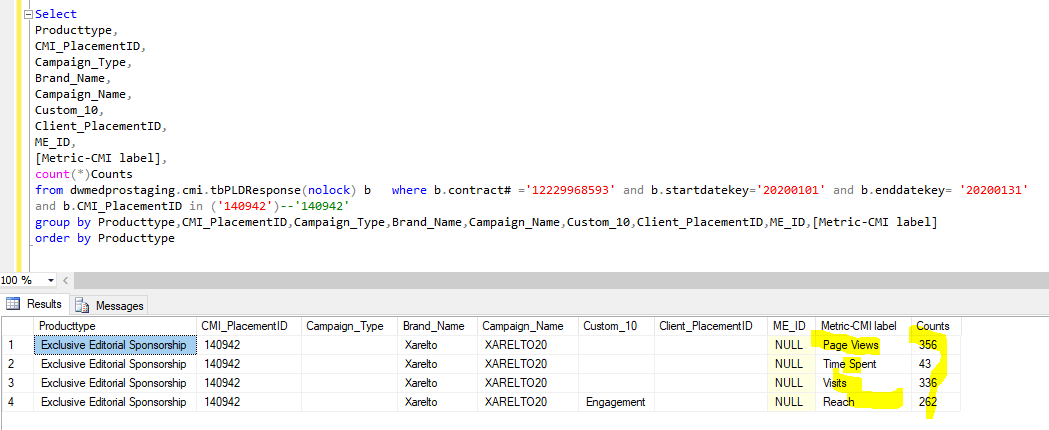 Select
Producttype,
CMI_PlacementID,
Campaign_Type,
Brand_Name,
Campaign_Name,
Custom_10,
Client_PlacementID,
ME_ID,
[Metric-CMI label],
count(*)Counts
from dwmedprostaging.cmi.tbPLDResponse(nolock) b   where b.contract# ='12229968593' and b.startdatekey='20200101' and b.enddatekey= '20200131'
and b.CMI_PlacementID in ('140942')--'140942'
group by Producttype,CMI_PlacementID,Campaign_Type,Brand_Name,Campaign_Name,Custom_10,Client_PlacementID,ME_ID,[Metric-CMI label]
order by Producttype
100 %
Results Messages
Producttype CMI_PlacementID Campaign_Type Brand_Name Campaign_Name Custom_10 Client_PlacementID ME_ID Metric-CMI label Counts
1 Exclusive Editorial Sponsorship 140942 Xarelto XARELTO20 NULL Page Views 356
2 Exclusive Editorial Sponsorship 140942 Xarelto XARELTO20 NULL Time Spent 43
3 Exclusive Editorial Sponsorship 140942 Xarelto XARELTO20 NULL Visits 336
4 Exclusive Editorial Sponsorship 140942 Xarelto XARELTO20 Engagement NULL Reach 262